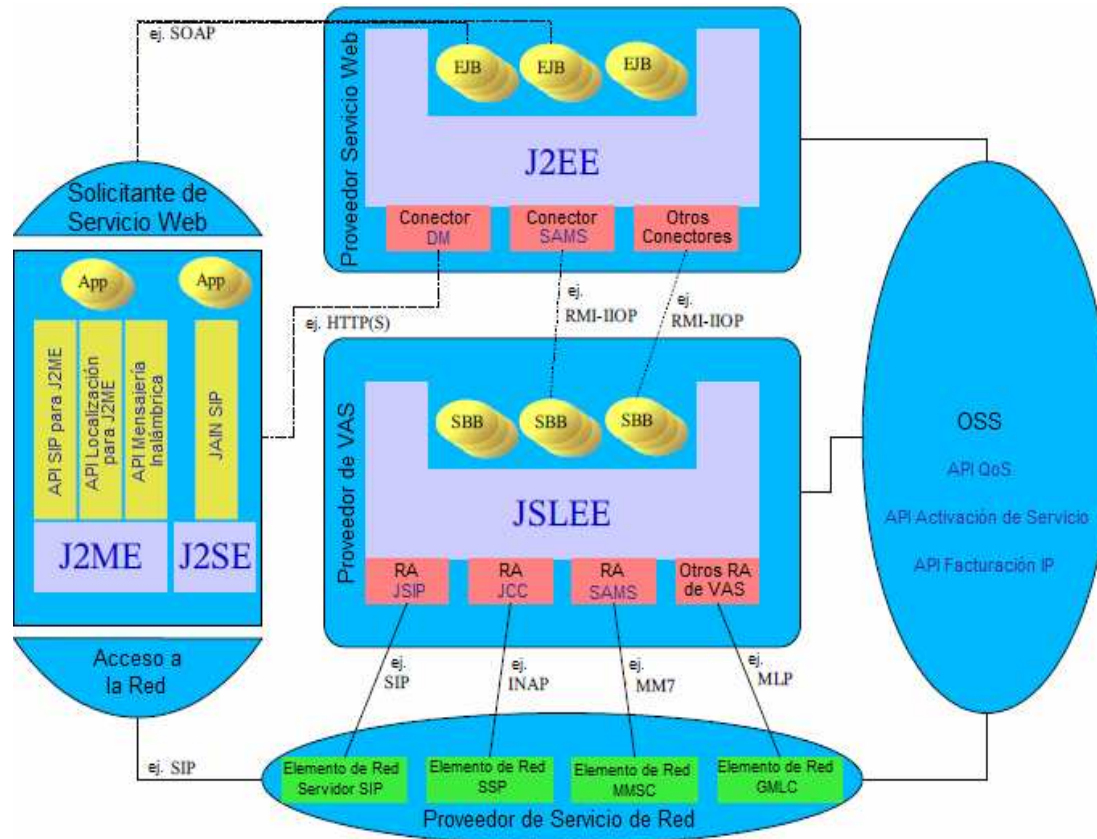 ej. SOAP
Proveedor Servicio Web
EJB
EJB
EJB
J2EE
Conector
DM
Conector
SAMS
Otros
Conectores
Solicitante de
Servicio Web
App
App
API SIP para J2ME
API Localización
para J2ME
API Mensajería
Inalámbrica
JAIN SIP
J2ME
J2SE
ej. HTTP(S)
ej.
RMI-IIOP
ej.
RMI-IIOP
Proveedor de VAS
SBB
SBB
SBB
JSLEE
RA
JSIP
RA
JCC
RA
SAMS
Otros RA
de VAS
OSS
API QoS
API Activación de Servicio
API Facturación IP
Acceso a
la Red
ej.
SIP
ej.
INAP
ej.
MM7
ej.
MLP
ej. SIP
Elemento de Red
Servidor SIP
Elemento de Red
SSP
Elemento de Red
MMSC
Elemento de Red
GMLC
Proveedor de Servicio de Red